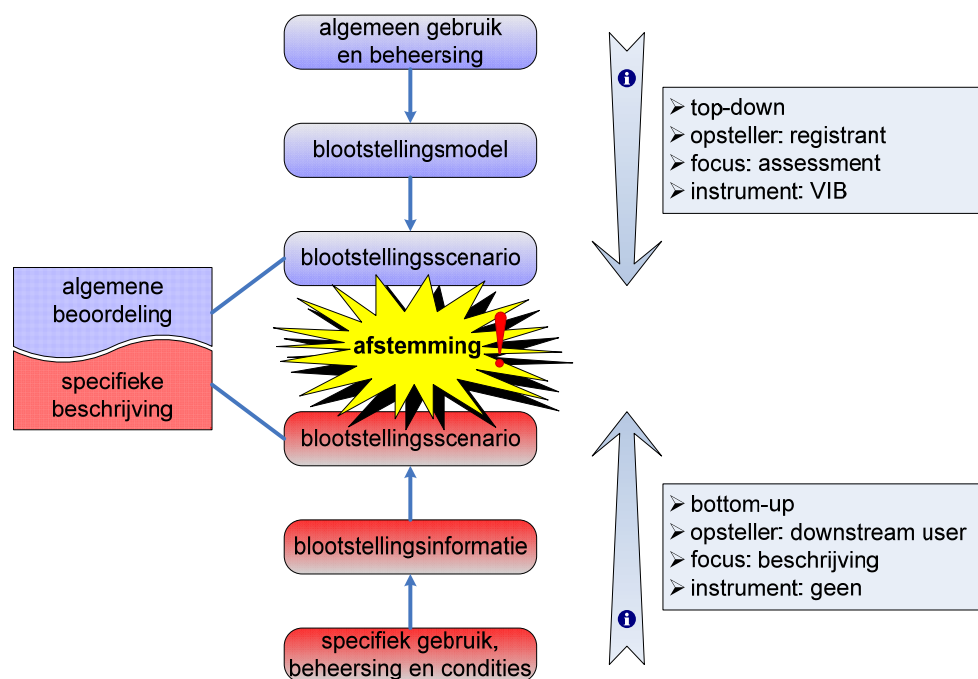 algemeen gebruik
en beheersing
blootstellingsmodel
blootstellingsscenario
algemene
beoordeling
specifieke
beschrijving
afstemming !
blootstellingsscenario
blootstellingsinformatie
specifiek gebruik,
beheersing en condities
i
➢ top-down
➢ opsteller: registrant
➢ focus: assessment
➢ instrument: VIB
➢ bottom-up
➢ opsteller: downstream user
➢ focus: beschrijving
➢ instrument: geen
i